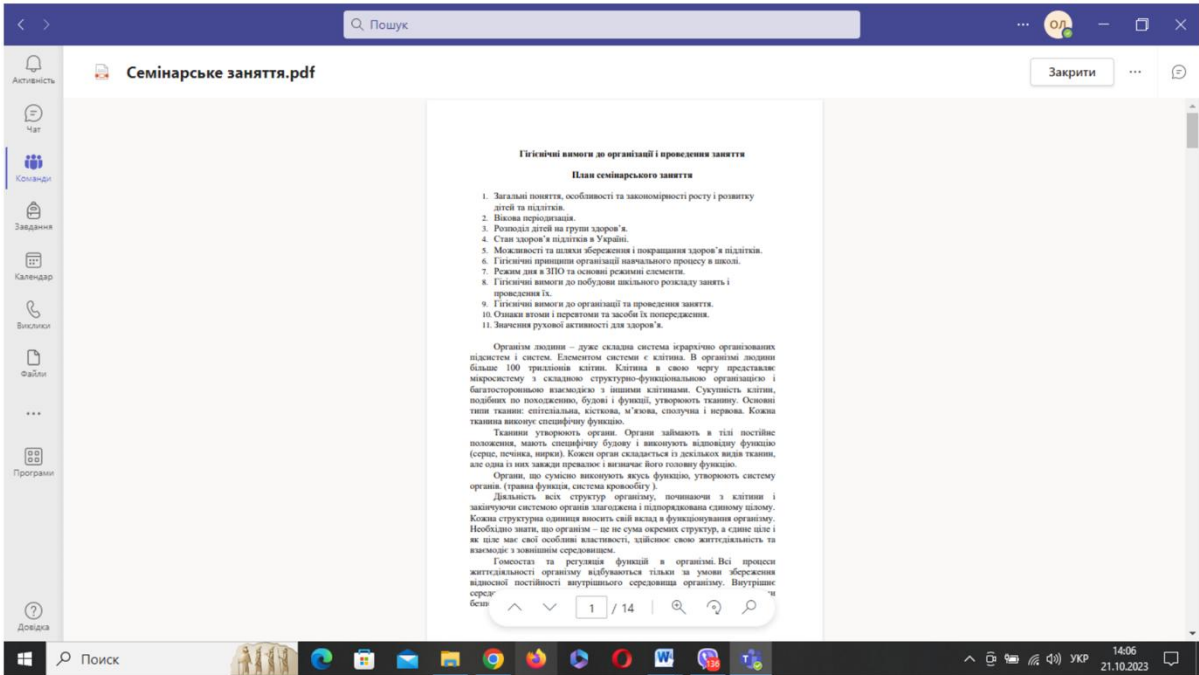 Пошук
ОЛ
Активність
Чат
Команди
Завдання
Календар
Виклики
Файли
Програми
Довідка
Семінарське заняття.pdf
Закрити
Гігієнічні вимоги до організації і проведення заняття
План семінарського заняття
1. Загальні поняття, особливості та закономірності росту і розвитку
дітей та підлітків.
2. Вікова періодизація.
3. Розподіл дітей на групи здоров’я.
4. Стан здоров’я підлітків в Україні.
5. Можливості та шляхи збереження і покращання здоров’я підлітків.
6. Гігієнічні принципи організації навчального процесу в школі.
7. Режим дня в ЗПО та основні режимні елементи.
8. Гігієнічні вимоги до побудови шкільного розкладу занять і
проведення їх.
9. Гігієнічні вимоги до організації та проведення заняття.
10. Ознаки втоми і перевтоми та засоби їх попередження.
11. Значення рухової активності для здоров’я.
Організм людини – дуже складна система ієрархічно організованих
підсистем і систем. Елементом системи є клітина. В організмі людини
більше 100 триллионів клітин. Клітина в свою чергу представляє
мікросистему з складною структурно-функціональною організацією і
багатосторонньою взаємодією з іншими клітинами. Сукупність клітин,
подібних по походженню, будові і функції, утворюють тканину. Основні
типи тканин: епітеліальна, кісткова, м’язова, сполучна і нервова. Кожна
тканина виконує специфічну функцію.
Тканини утворюють органи. Органи займають в тілі постійне
положення, мають специфічну будову і виконують відповідну функцію
(серце, печінка, нирки). Кожен орган складається із декількох видів тканин,
але одна із них завжди превалює і визначає його головну функцію.
Органи, що сумісно виконують якусь функцію, утворюють систему
органів. (травна функція, система кровообігу ).
Діяльність всіх структур організму, починаючи з клітини і
закінчуючи системою органів злагоджена і підпорядкована єдиному цілому.
Кожна структурна одиниця вносить свій вклад в функціонування організму.
Необхідно знати, що організм – це не сума окремих структур, а єдине ціле і
як ціле має свої особливі властивості, здійснює свою життєдіяльність та
взаємодіє з зовнішнім середовищем.
Гомеостаз та регуляція функцій в організмі. Всі процеси
життєдіяльності організму відбуваються тільки за умови збереження
відносної постійності внутрішнього середовища організму. Внутрішнє
1 / 14
Поиск
136
УКР
14:06
21.10.2023